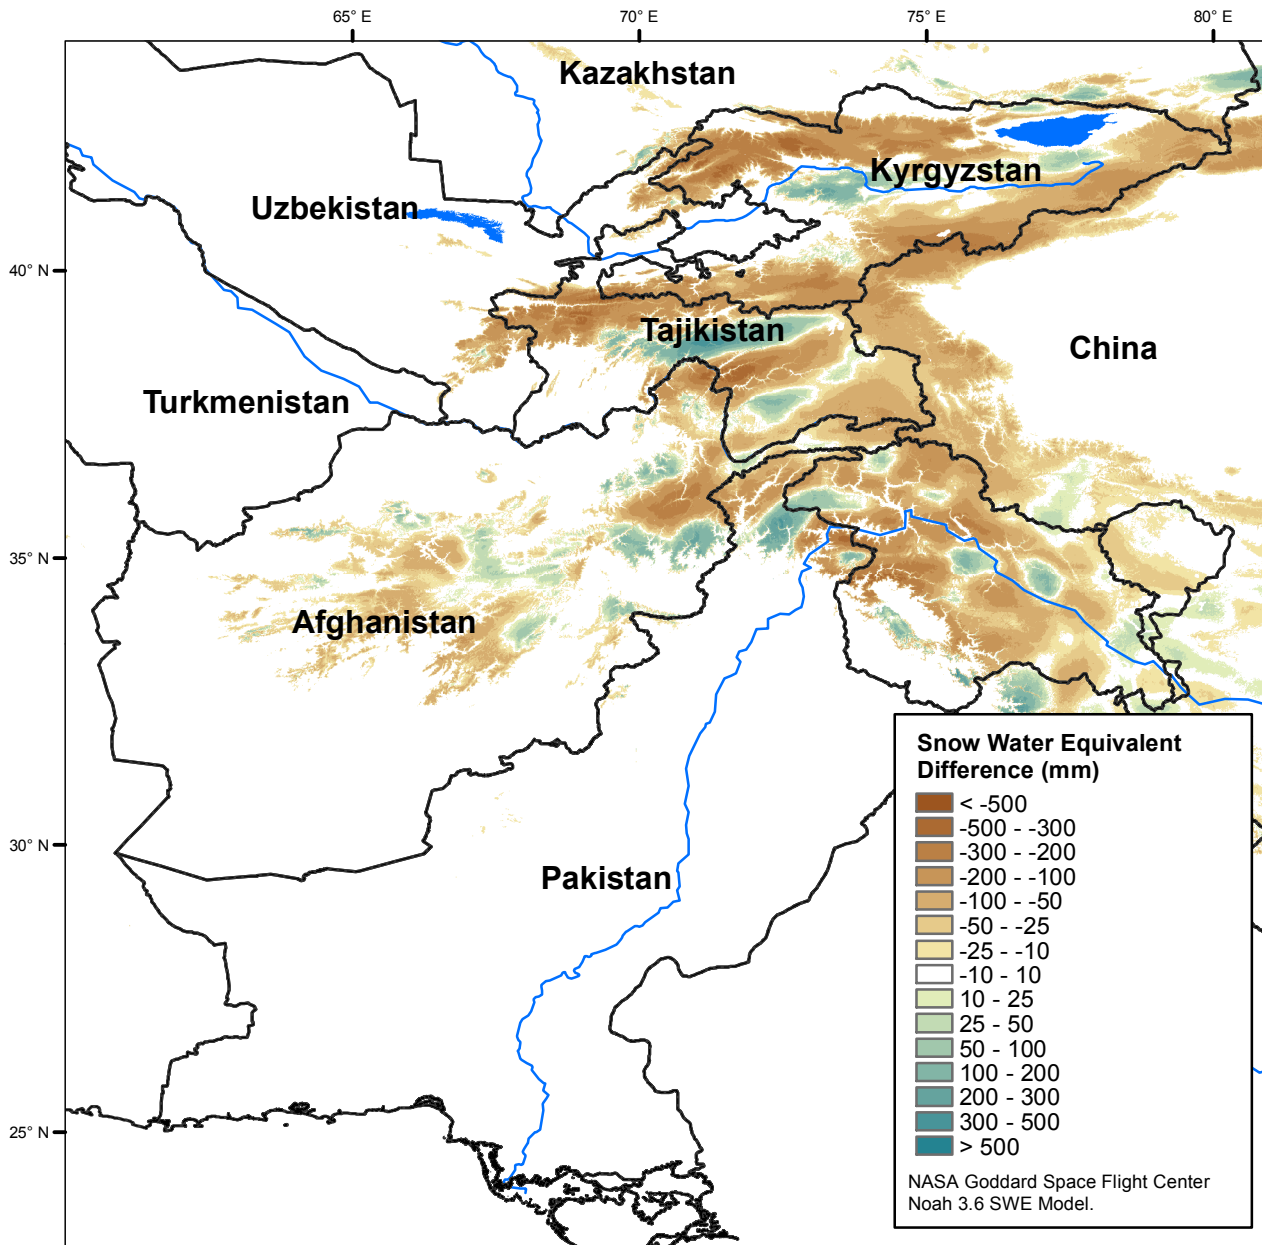 65° E
70° E
75° E
80° E
Kazakhstan
Kyrgyzstan
Uzbekistan
40° N
Tajikistan
China
Turkmenistan
35° N
Afghanistan
30° N
Pakistan
25° N
Snow Water Equivalent
Difference (mm)
< -500
-500 - -300
-300 - -200
-200 - -100
-100 - -50
-50 - -25
-25 - -10
-10 - 10
10 - 25
25 - 50
50 - 100
100 - 200
200 - 300
300 - 500
> 500
NASA Goddard Space Flight Center
Noah 3.6 SWE Model.